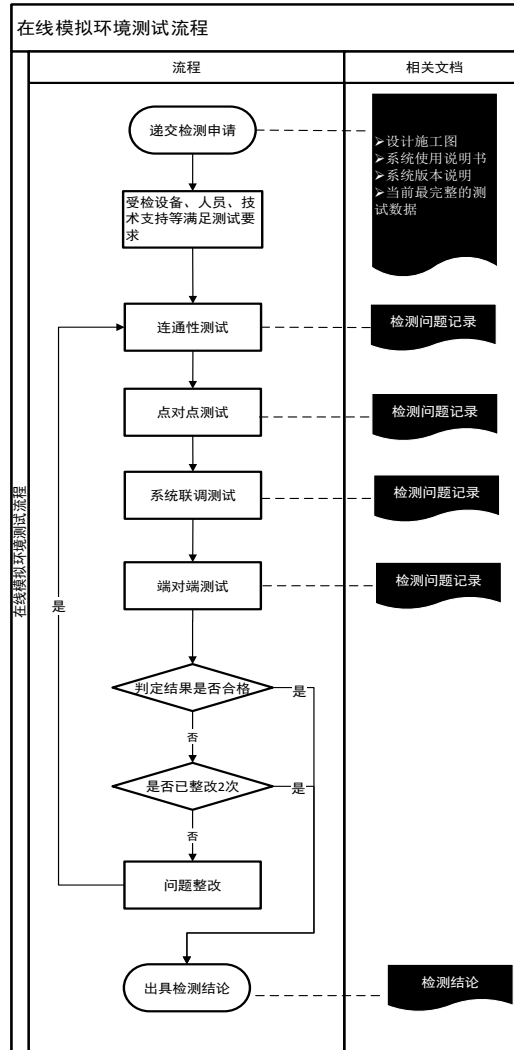 在线模拟环境测试流程
流程
相关文档
递交检测申请
➢设计施工图
➢系统使用说明书
➢系统版本说明
➢当前最完整的测
试数据
受检设备、人员、技
术支持等满足测试要
求
连通性测试
检测问题记录
点对点测试
检测问题记录
系统联调测试
检测问题记录
端对端测试
检测问题记录
在线模拟环境测试流程
是
判定结果是否合格
是
否
是否已整改2次
是
否
问题整改
出具检测结论
检测结论